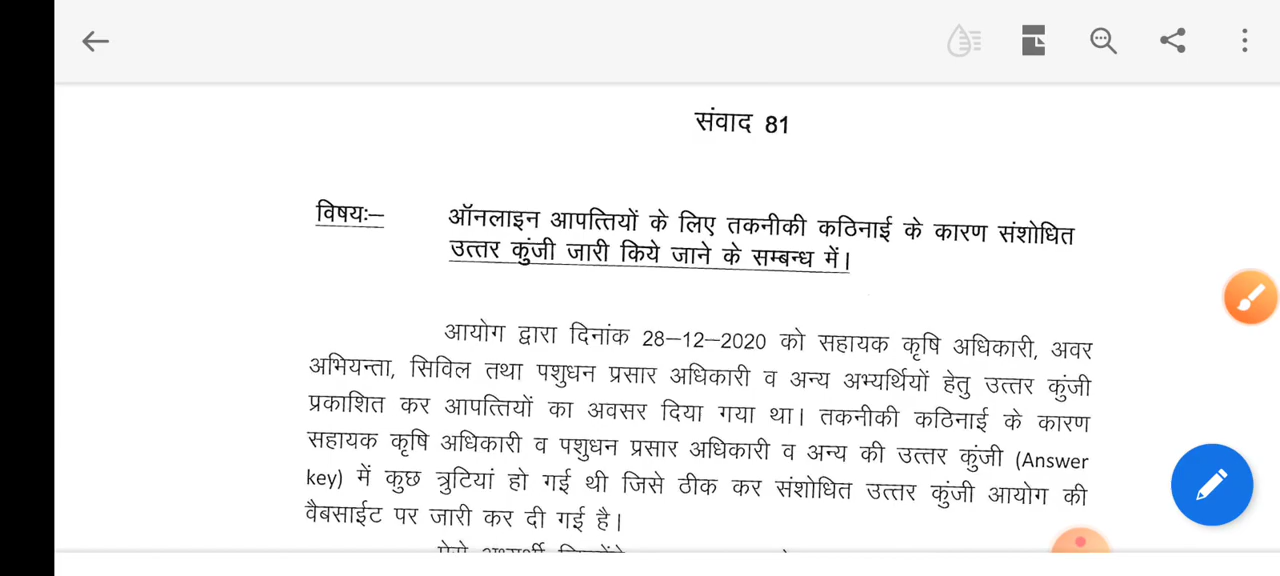 संवाद 81
विषयः– ऑनलाइन आपत्तियों के लिए तकनीकी कठिनाई के कारण संशोधित
उत्तर कुंजी जारी किये जाने के सम्बन्ध में।
आयोग द्वारा दिनांक 28–12–2020 को सहायक कृषि अधिकारी, अवर
अभियन्ता, सिविल तथा पशुधन प्रसार अधिकारी व अन्य अभ्यर्थियों हेतु उत्तर कुंजी
प्रकाशित कर आपत्तियों का अवसर दिया गया था। तकनीकी कठिनाई के कारण
सहायक कृषि अधिकारी व पशुधन प्रसार अधिकारी व अन्य की उत्तर कुंजी (Answer
key) में कुछ त्रुटियां हो गई थी जिसे ठीक कर संशोधित उत्तर कुंजी आयोग की
वैबसाईट पर जारी कर दी गई है।